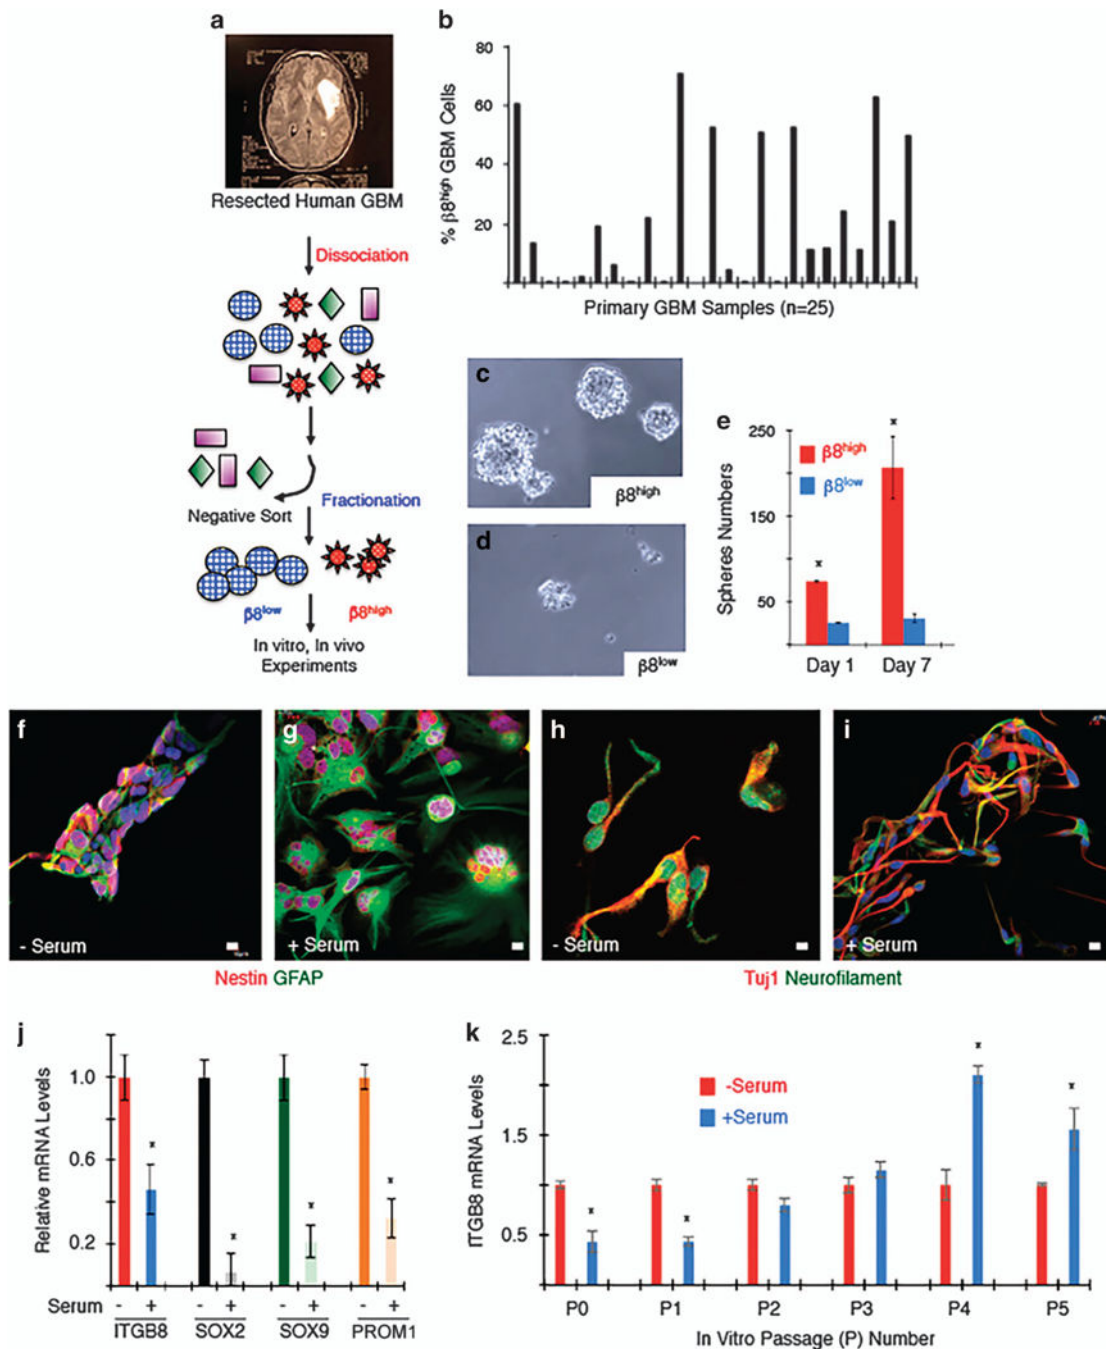 a
Resected Human GBM
Dissociation
Negative Sort
Fractionation
β8low
β8high
In vitro, In vivo
Experiments
b
% β8high GBM Cells
80
60
40
20
Primary GBM Samples (n=25)
c
β8high
d
β8low
e
Spheres Numbers
250
150
50
*
*
β8high
β8low
Day 1
Day 7
f
- Serum
g
+ Serum
h
- Serum
i
+ Serum
Nestin GFAP
Tuj1 Neurofilament
j
Relative mRNA Levels
1.0
0.6
0.2
*
*
*
*
Serum - + - + - + - +
ITGB8 SOX2 SOX9 PROM1
k
ITGB8 mRNA Levels
2.5
1.5
0.5
-Serum
+Serum
*
*
*
*
P0 P1 P2 P3 P4 P5
In Vitro Passage (P) Number